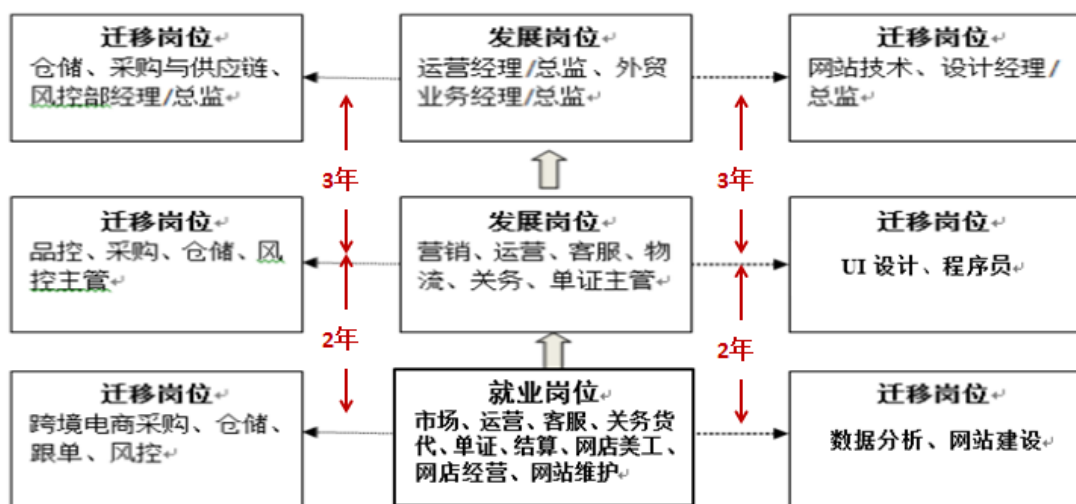 迁移岗位
仓储、采购与供应链、
风控部经理/总监
发展岗位
运营经理/总监、外贸
业务经理/总监
迁移岗位
网站技术、设计经理/
总监
3年
3年
迁移岗位
品控、采购、仓储、风
控主管
发展岗位
营销、运营、客服、物
流、关务、单证主管
迁移岗位
UI 设计、程序员
2年
2年
迁移岗位
跨境电商采购、仓储、
跟单、风控
就业岗位
市场、运营、客服、关务货
代、单证、结算、网店美工、
网店经营、网站维护
迁移岗位
数据分析、网站建设